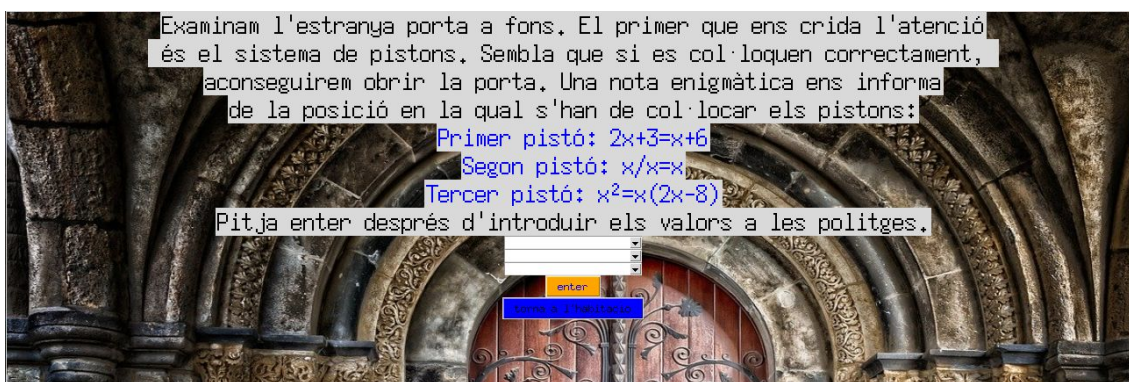 Examinam l'estranya porta a fons. El primer que ens crida l'atenció
és el sistema de pistons. Sembla que si es col·loquen correctament,
aconseguirem obrir la porta. Una nota enigmàtica ens informa
de la posició en la qual s'han de col·locar els pistons:
Primer pistó: 2x+3=x+6
Segon pistó: x/x=x
Tercer pistó: x²=x(2x-8)
Pitja enter després d'introduir els valors a les politges.
enter
torna a l'habitació